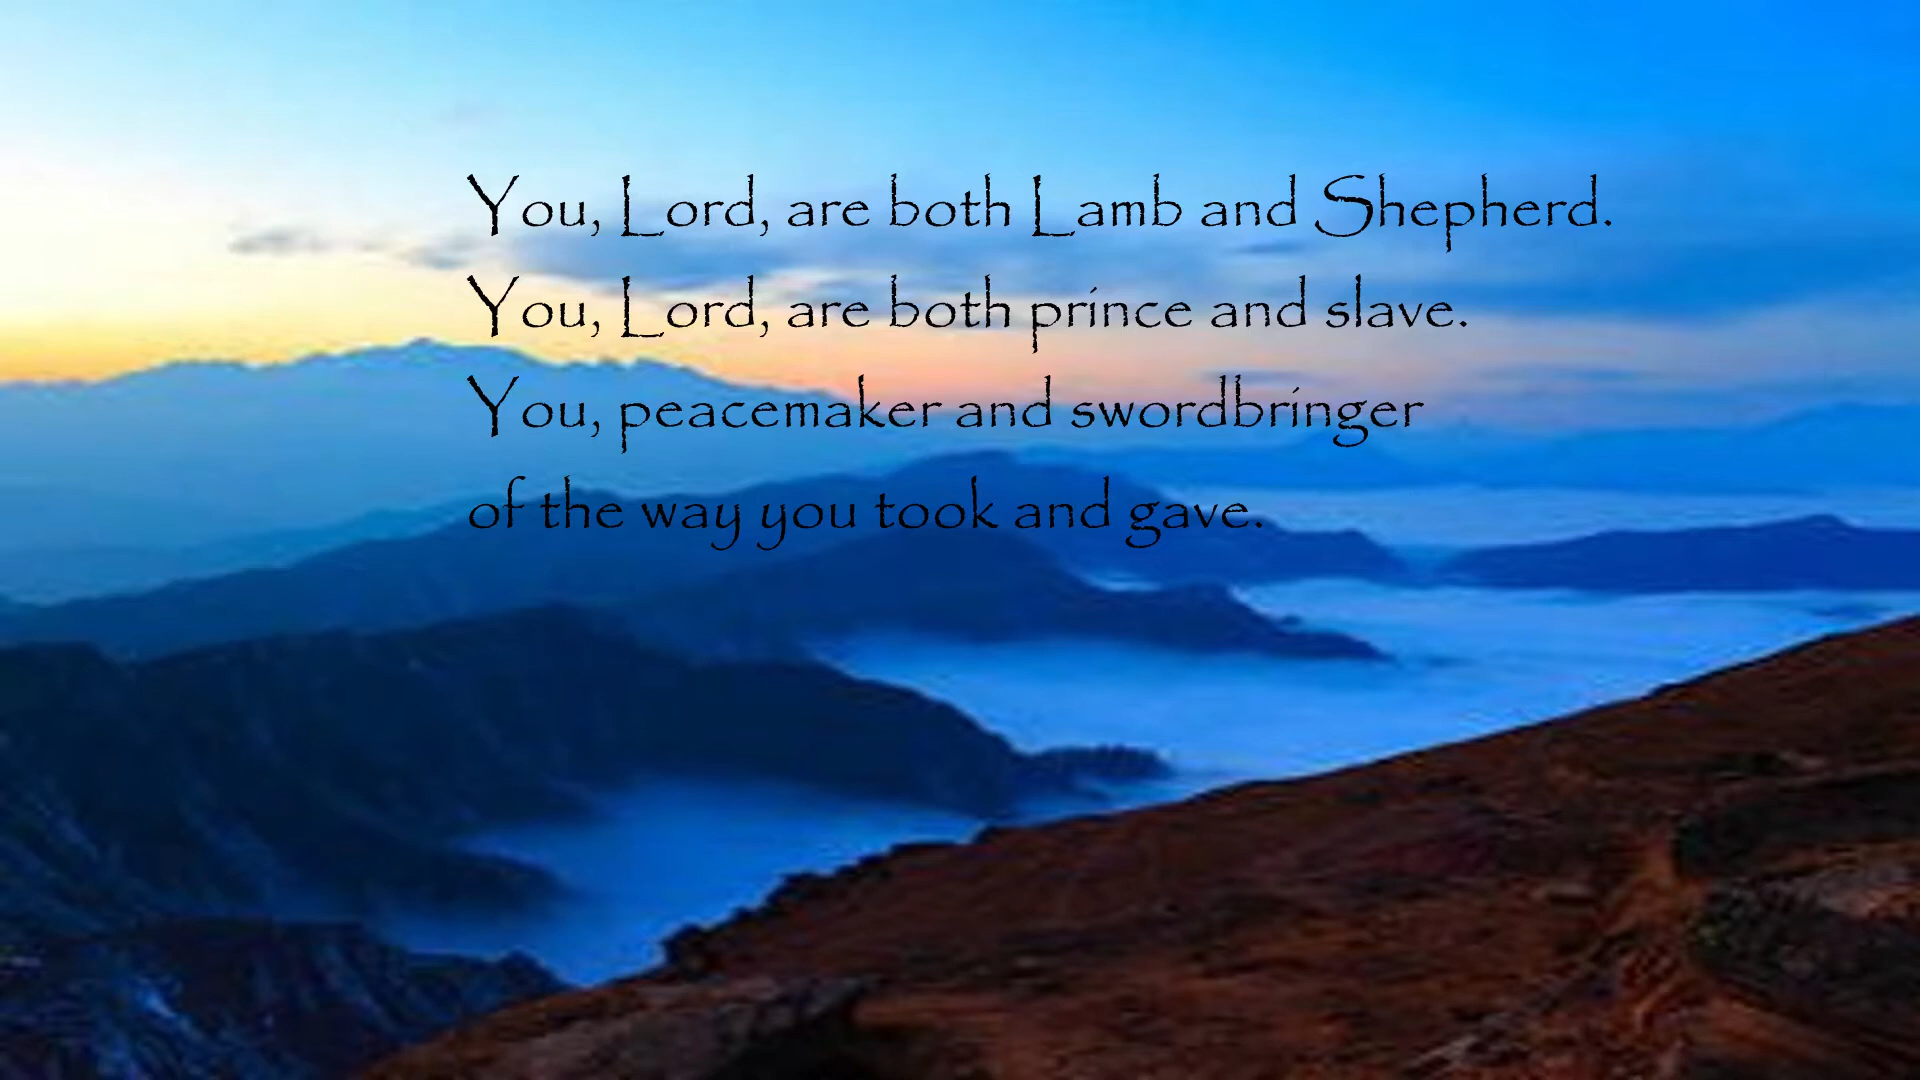 You, Lord, are both Lamb and Shepherd.
You, Lord, are both prince and slave.
You, peacemaker and swordbringer
of the way you took and gave.